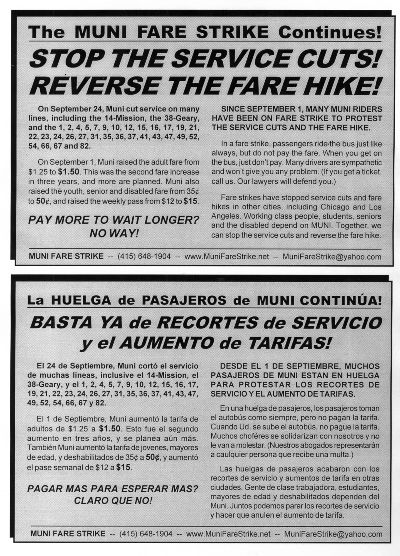 The MUNI FARE STRIKE Continues!
STOP THE SERVICE CUTS!
REVERSE THE FARE HIKE!
On September 24, Muni cut service on many
lines, including the 14-Mission, the 38-Geary,
and the 1, 2, 4, 5, 7, 9, 10, 12, 15, 16, 17, 19, 21,
22, 23, 24, 26, 27, 31, 35, 36, 37, 41, 43, 47, 49, 52,
54, 66, 67 and 82.
On September 1, Muni raised the adult fare from
$1.25 to $1.50. This was the second fare increase
in three years, and more are planned. Muni also
raised the youth, senior and disabled fare from 35¢
to 50¢, and raised the weekly pass from $12 to $15.
PAY MORE TO WAIT LONGER?
NO WAY!
SINCE SEPTEMBER 1, MANY MUNI RIDERS
HAVE BEEN ON FARE STRIKE TO PROTEST
THE SERVICE CUTS AND THE FARE HIKE.
In a fare strike, passengers ride the bus just like
always, but do not pay the fare. When you get on
the bus, just don't pay. Many drivers are sympathetic
and won't give you any problem. (If you get a ticket,
call us. Our lawyers will defend you.)
Fare strikes have stopped service cuts and fare
hikes in other cities, including Chicago and Los
Angeles. Working class people, students, seniors
and the disabled depend on MUNI. Together, we
can stop the service cuts and reverse the fare hike.
MUNI FARE STRIKE -- (415) 648-1904 -- www.MuniFareStrike.net -- MuniFareStrike@yahoo.com
La HUELGA de PASAJEROS de MUNI CONTINÚA!
BASTA YA de RECORTES de SERVICIO
y el AUMENTO de TARIFAS!
El 24 de Septiembre, Muni cortó el servicio
de muchas lineas, inclusive el 14-Mission, el
38-Geary, y el 1, 2, 4, 5, 7, 9, 10, 12, 15, 16, 17,
19, 21, 22, 23, 24, 26, 27, 31, 35, 36, 37, 41, 43, 47,
49, 52, 54, 66, 67 y 82.
El 1 de Septiembre, Muni aumentó la tarifa de
adultos de $1.25 a $1.50. Esto fue el segundo
aumento en tres años, y se planea aún más.
También Muni aumentó la tarifa de jovenes, mayores
de edad, y deshabilitados de 35¢ a 50¢, y aumentó
el pase semanal de $12 a $15.
PAGAR MAS PARA ESPERAR MAS?
CLARO QUE NO!
DESDE EL 1 DE SEPTIEMBRE, MUCHOS
PASAJEROS DE MUNI ESTAN EN HUELGA
PARA PROTESTAR LOS RECORTES DE
SERVICIO Y EL AUMENTO DE TARIFAS.
En una huelga de pasajeros, los pasajeros toman
el autobús como siempre, pero no pagan la tarifa.
Cuando Ud. se sube el autobús, no pague la tarifa.
Muchos choféres se solidarizan con nosotros y no
le van a molestar. (Nuestros abogados representarán
a cualquier persona que recibe una multa.)
Las huelgas de pasajeros acabaron con los
recortes de servicio y aumentos de tarifa en otras
ciudades. Gente de clase trabajadora, estudiantes,
mayores de edad y deshabilitados dependen del
Muni. Juntos podemos parer los recortes de servicio
y hacer que anulen el aumento de tarifa.
MUNI FARE STRIKE -- (415) 648-1904 -- www.MuniFareStrike.net -- MuniFareStrike@yahoo.com